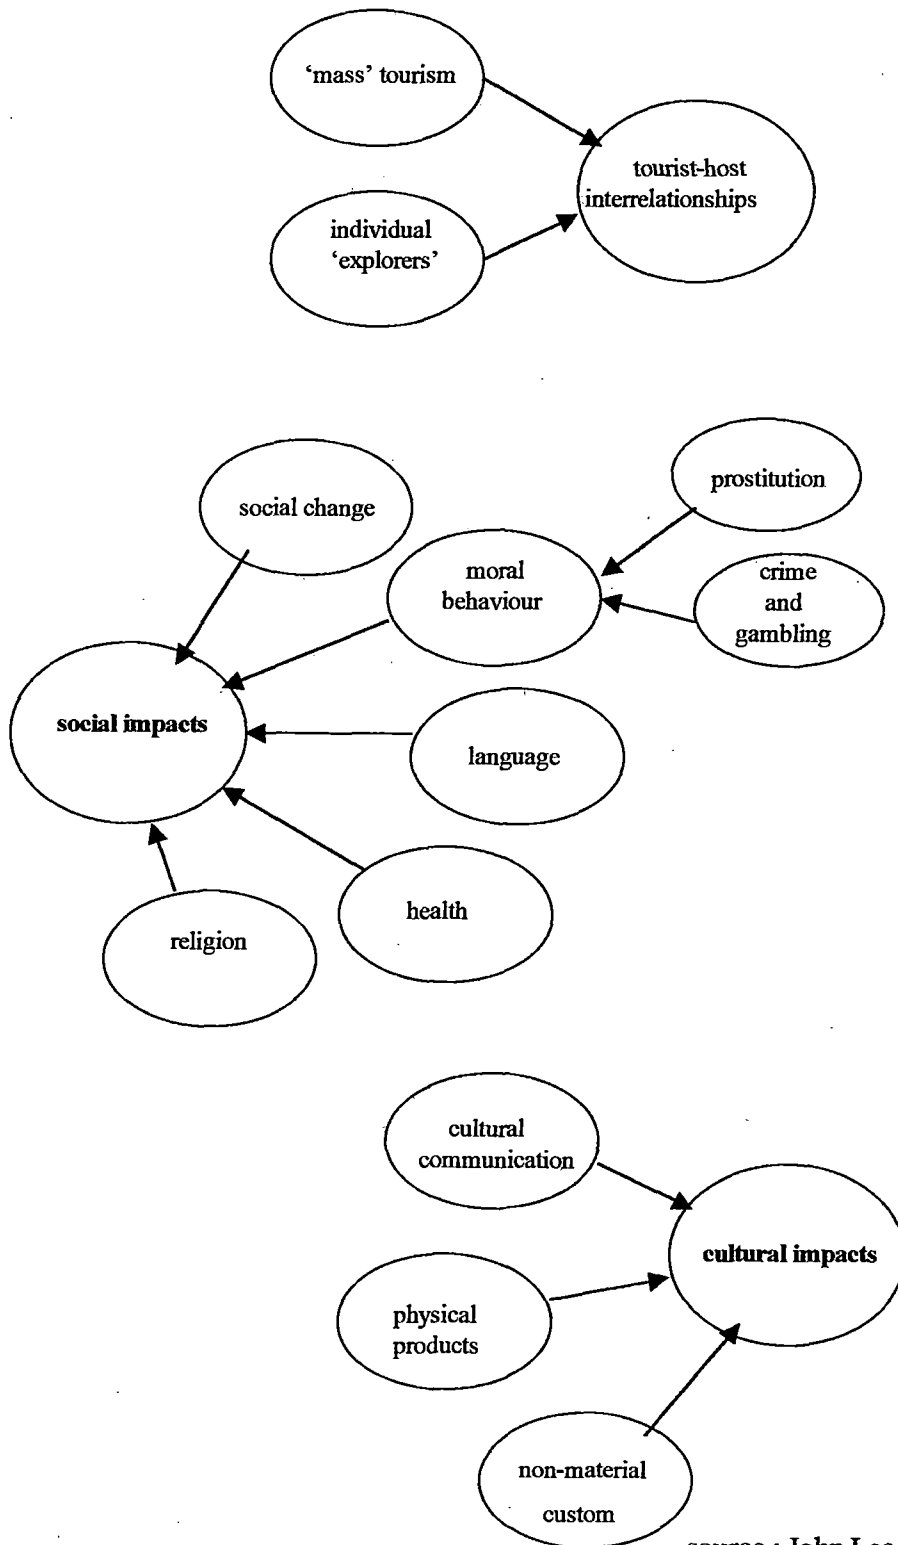 ‘mass’ tourism
tourist-host
interrelationships
individual
‘explorers’
social change
prostitution
moral
behaviour
crime
and
gambling
social impacts
language
health
religion
cultural
communication
cultural impacts
physical
products
non-material
custom
source : John Lea